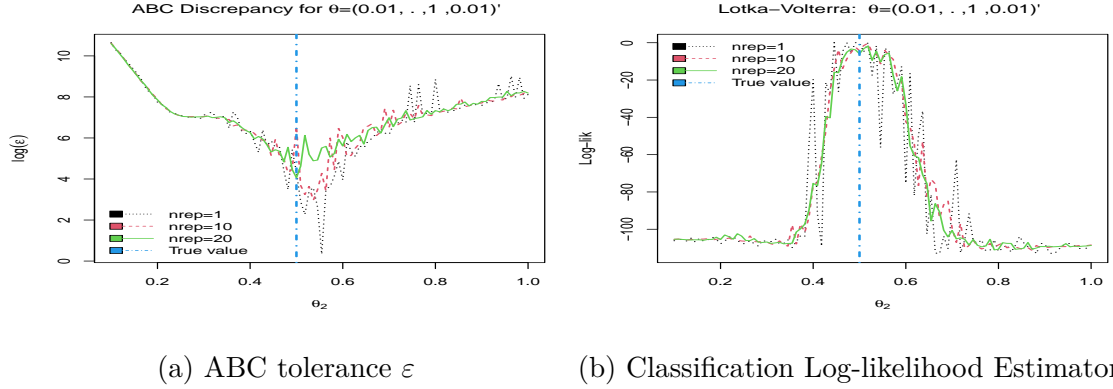 ABC Discrepancy for θ=(0.01, . ,1 ,0.01)'
log(ε)
10
8
6
4
2
0
nrep=1
nrep=10
nrep=20
True value
0.2 0.4 0.6 0.8 1.0
θ2
(a) ABC tolerance ε
Lotka−Volterra: θ=(0.01, . ,1 ,0.01)'
Log−lik
0
-20
-40
-60
-80
-100
nrep=1
nrep=10
nrep=20
True value
0.2 0.4 0.6 0.8 1.0
θ2
(b) Classification Log-likelihood Estimator